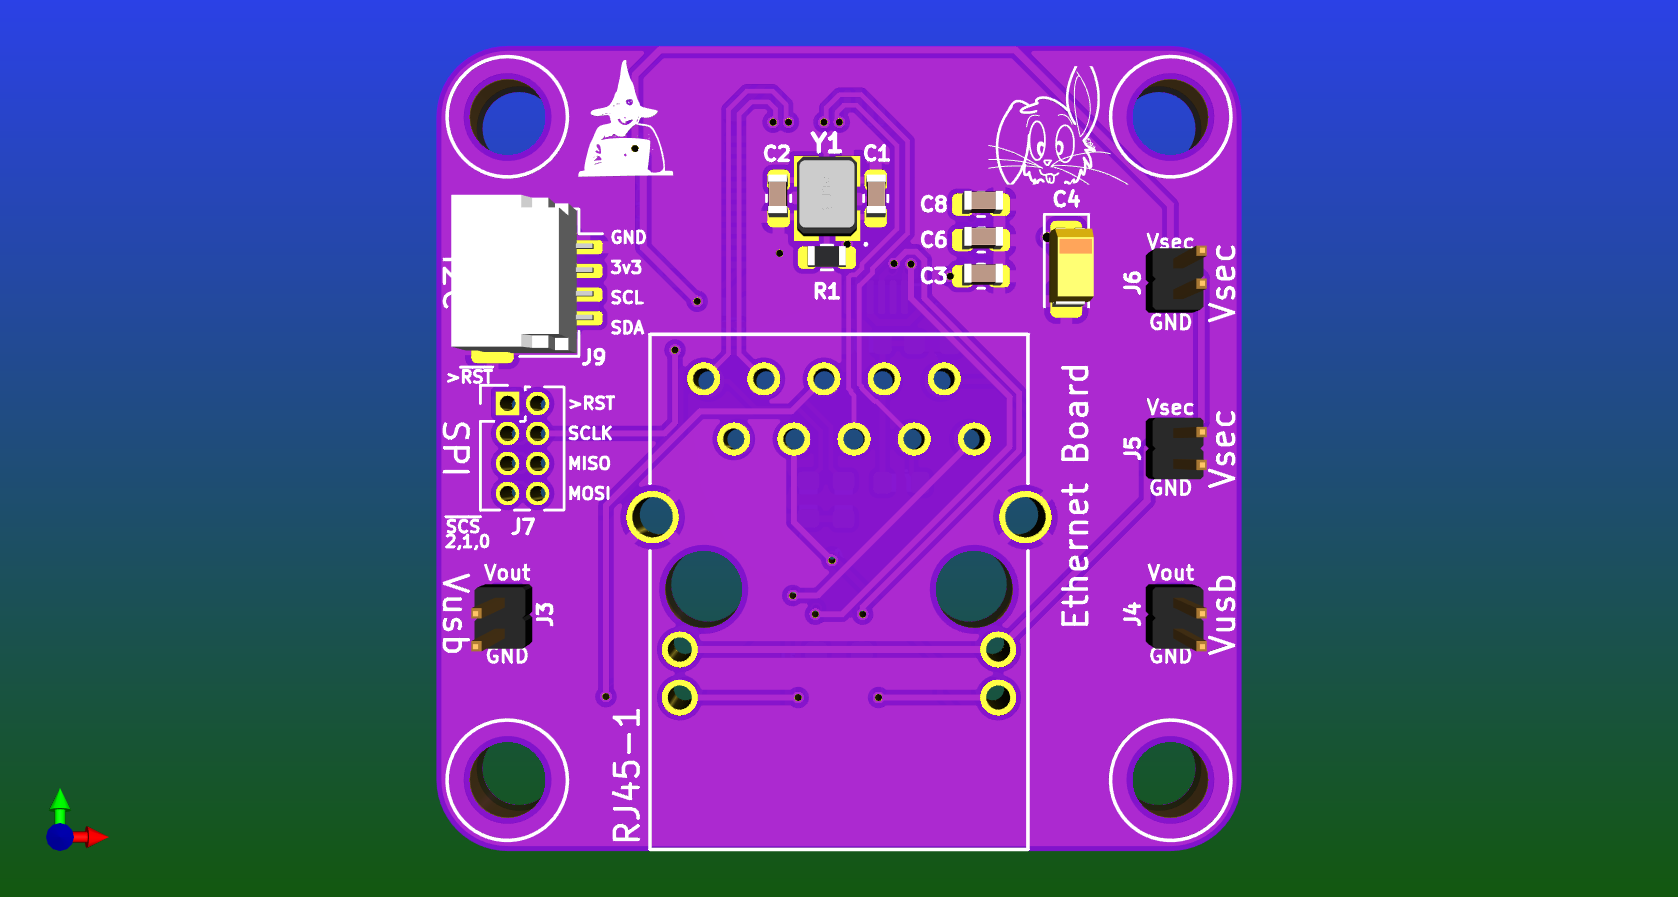 Y1
C2
C1
C8
C6
C3
C4
R1
GND
3v3
SCL
SDA
J9
>RST
>RST
SCLK
MISO
MOSI
SPI
SCS
2,1,0
J7
Vout
Vusb
J3
GND
Vsec
J6
Vsec
GND
Vsec
J5
Vsec
GND
Vout
J4
Vusb
GND
Ethernet Board
RJ45-1